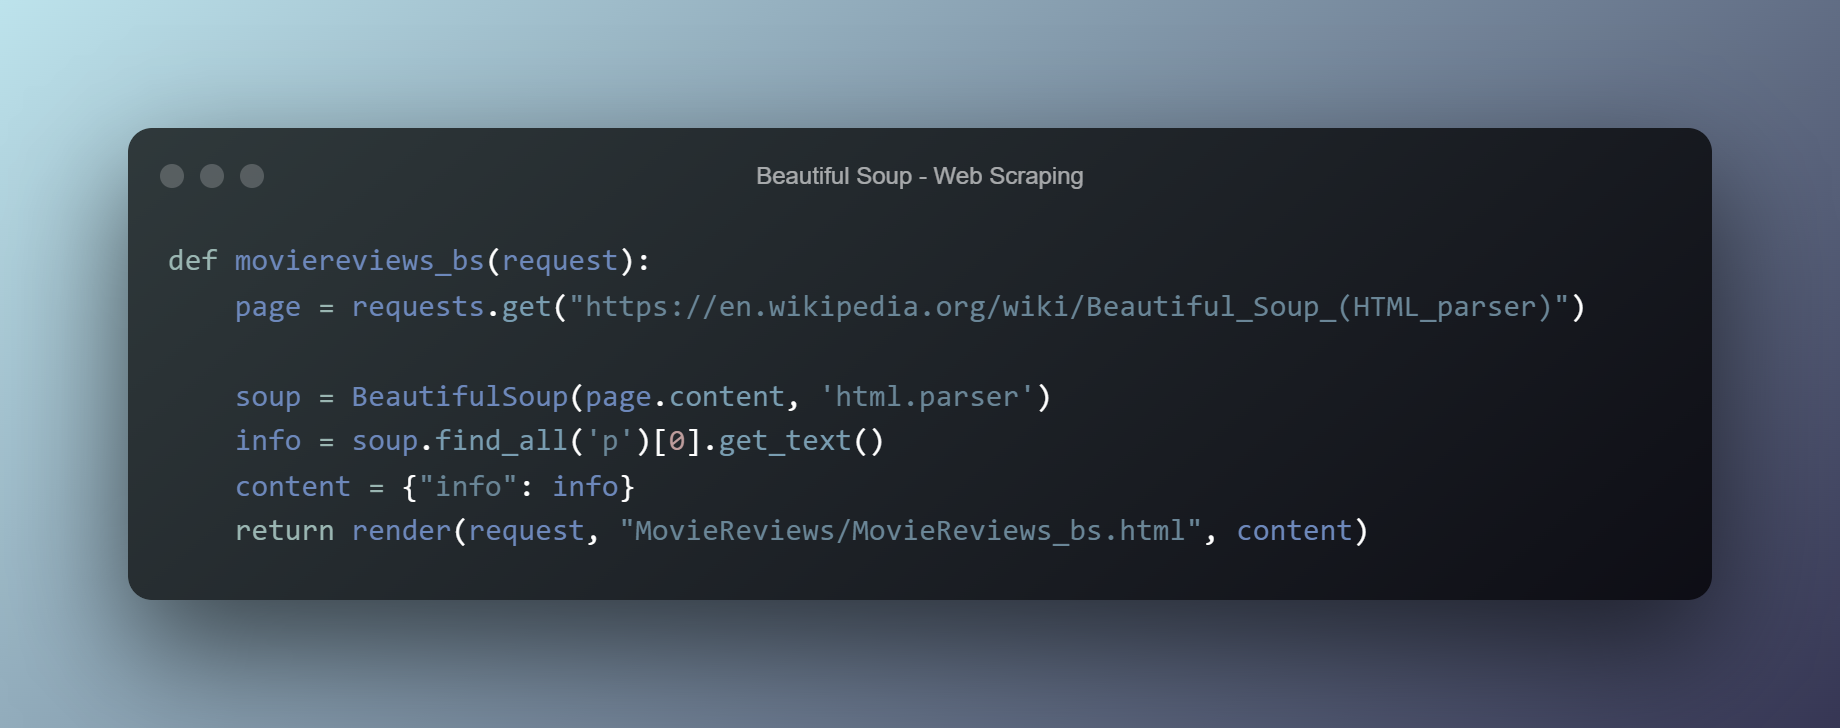 Beautiful Soup - Web Scraping
def moviereviews_bs(request):
    page = requests.get("https://en.wikipedia.org/wiki/Beautiful_Soup_(HTML_parser)")
    soup = BeautifulSoup(page.content, 'html.parser')
    info = soup.find_all('p')[0].get_text()
    content = {"info": info}
    return render(request, "MovieReviews/MovieReviews_bs.html", content)